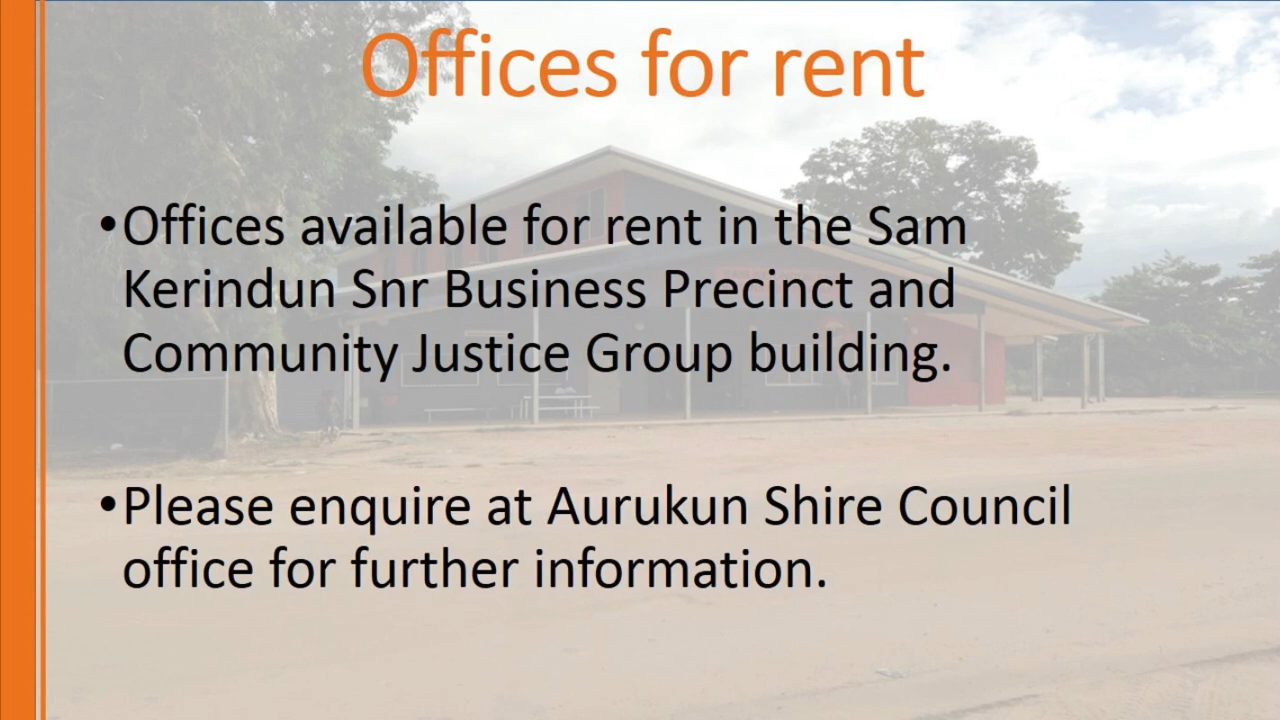 Offices for rent
•Offices available for rent in the Sam
Kerindun Snr Business Precinct and
Community Justice Group building.
•Please enquire at Aurukun Shire Council
office for further information.